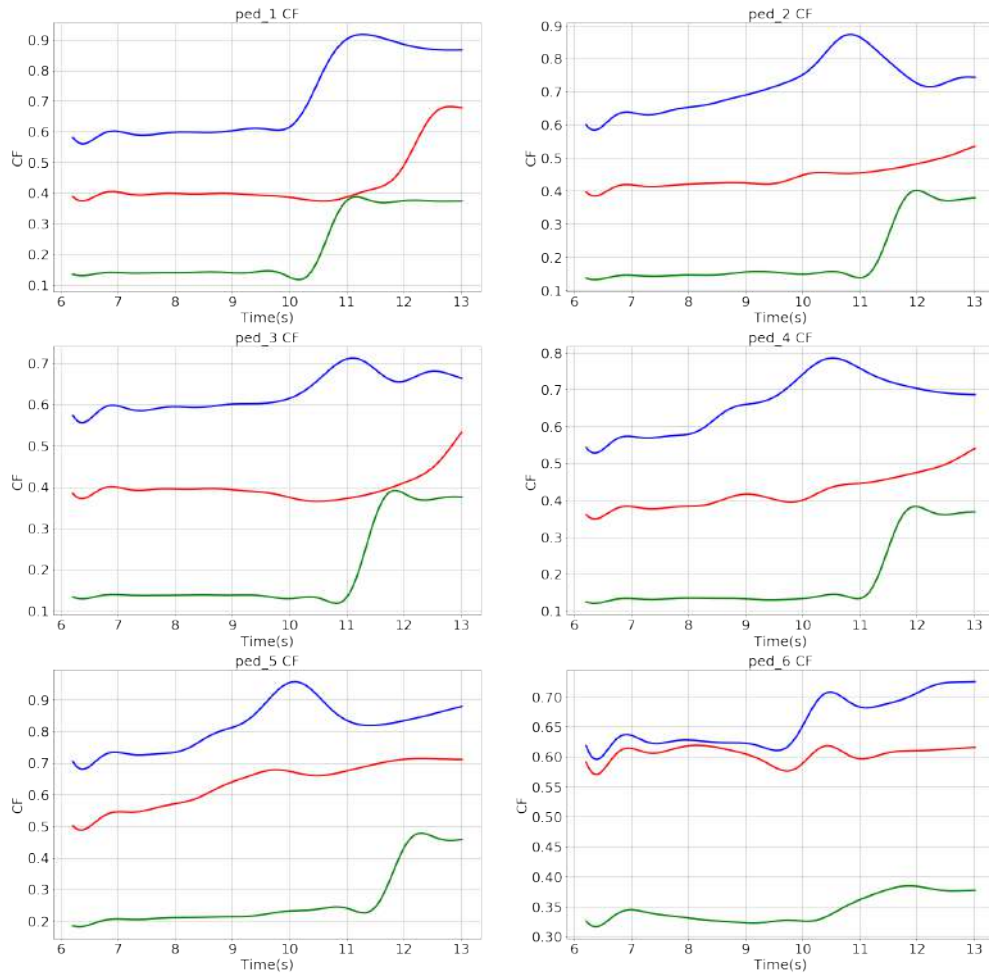 ped_1 CF
0.9
0.8
0.7
0.6
0.5
0.4
0.3
0.2
0.1
CF
6 7 8 9 10 11 12 13
Time(s)
ped_2 CF
0.9
0.8
0.7
0.6
0.5
0.4
0.3
0.2
0.1
CF
6 7 8 9 10 11 12 13
Time(s)
ped_3 CF
0.7
0.6
0.5
0.4
0.3
0.2
0.1
CF
6 7 8 9 10 11 12 13
Time(s)
ped_4 CF
0.8
0.7
0.6
0.5
0.4
0.3
0.2
0.1
CF
6 7 8 9 10 11 12 13
Time(s)
ped_5 CF
0.9
0.8
0.7
0.6
0.5
0.4
0.3
0.2
CF
6 7 8 9 10 11 12 13
Time(s)
ped_6 CF
0.70
0.65
0.60
0.55
0.50
0.45
0.40
0.35
0.30
CF
6 7 8 9 10 11 12 13
Time(s)